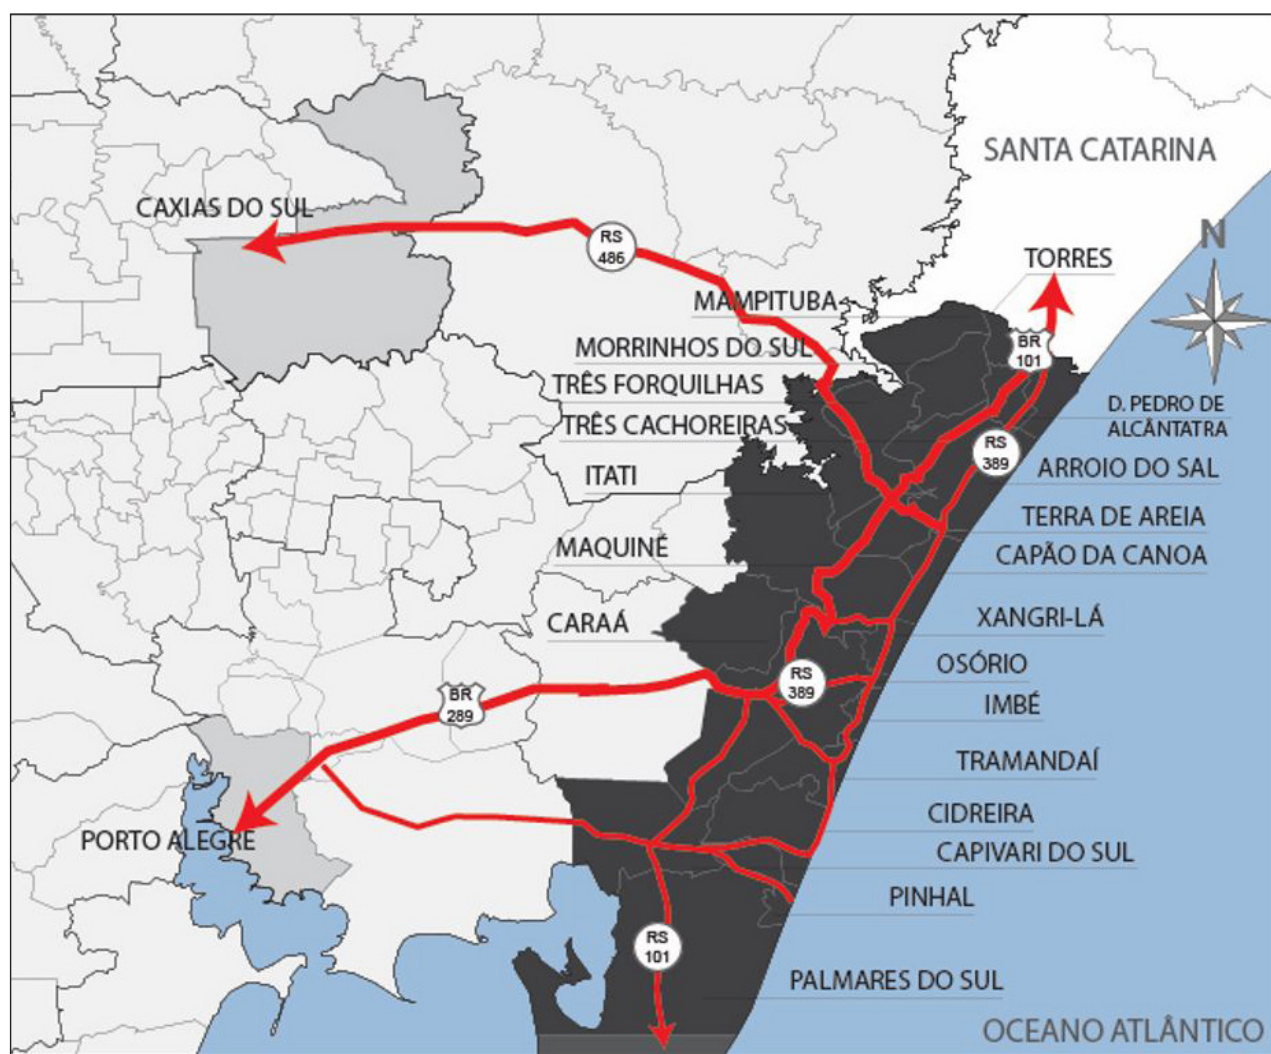 SANTA CATARINA
CAXIAS DO SUL
N
RS
486
TORRES
MAMPITUBA
BR
101
MORRINHOS DO SUL
TRÊS FORQUILHAS
D. PEDRO DE
ALCÂNTATRA
TRÊS CACHOREIRAS
RS
389
ARROIO DO SAL
ITATI
TERRA DE AREIA
MAQUINÉ
CAPÃO DA CANOA
CARAÁ
XANGRI-LÁ
OSÓRIO
RS
389
BR
289
IMBÉ
TRAMANDAÍ
CIDREIRA
PORTO ALEGRE
CAPIVARI DO SUL
PINHAL
RS
101
PALMARES DO SUL
OCEANO ATLÂNTICO